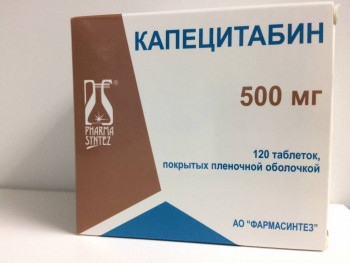 КАПЕЦИТАБИН
500 мг
®
PHARMA
SYNTEZ
120 таблеток,
покрытых пленочной оболочкой
АО "ФАРМАСИНТЕЗ"